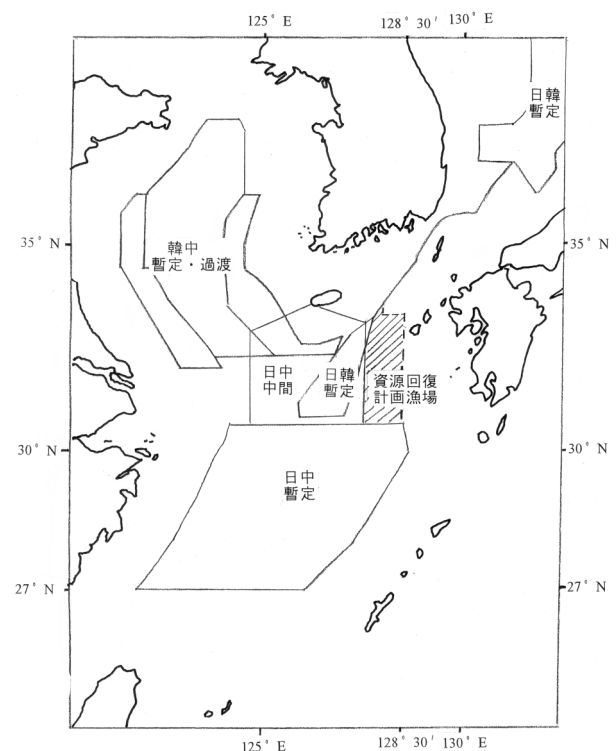 125° E
128° 30′
130° E
日韓
暫定
35° N
35° N
韓中
暫定・過渡
日中
中間
日韓
暫定
資源回復
計画漁場
30° N
30° N
日中
暫定
27° N
27° N
125° E
128° 30′
130° E